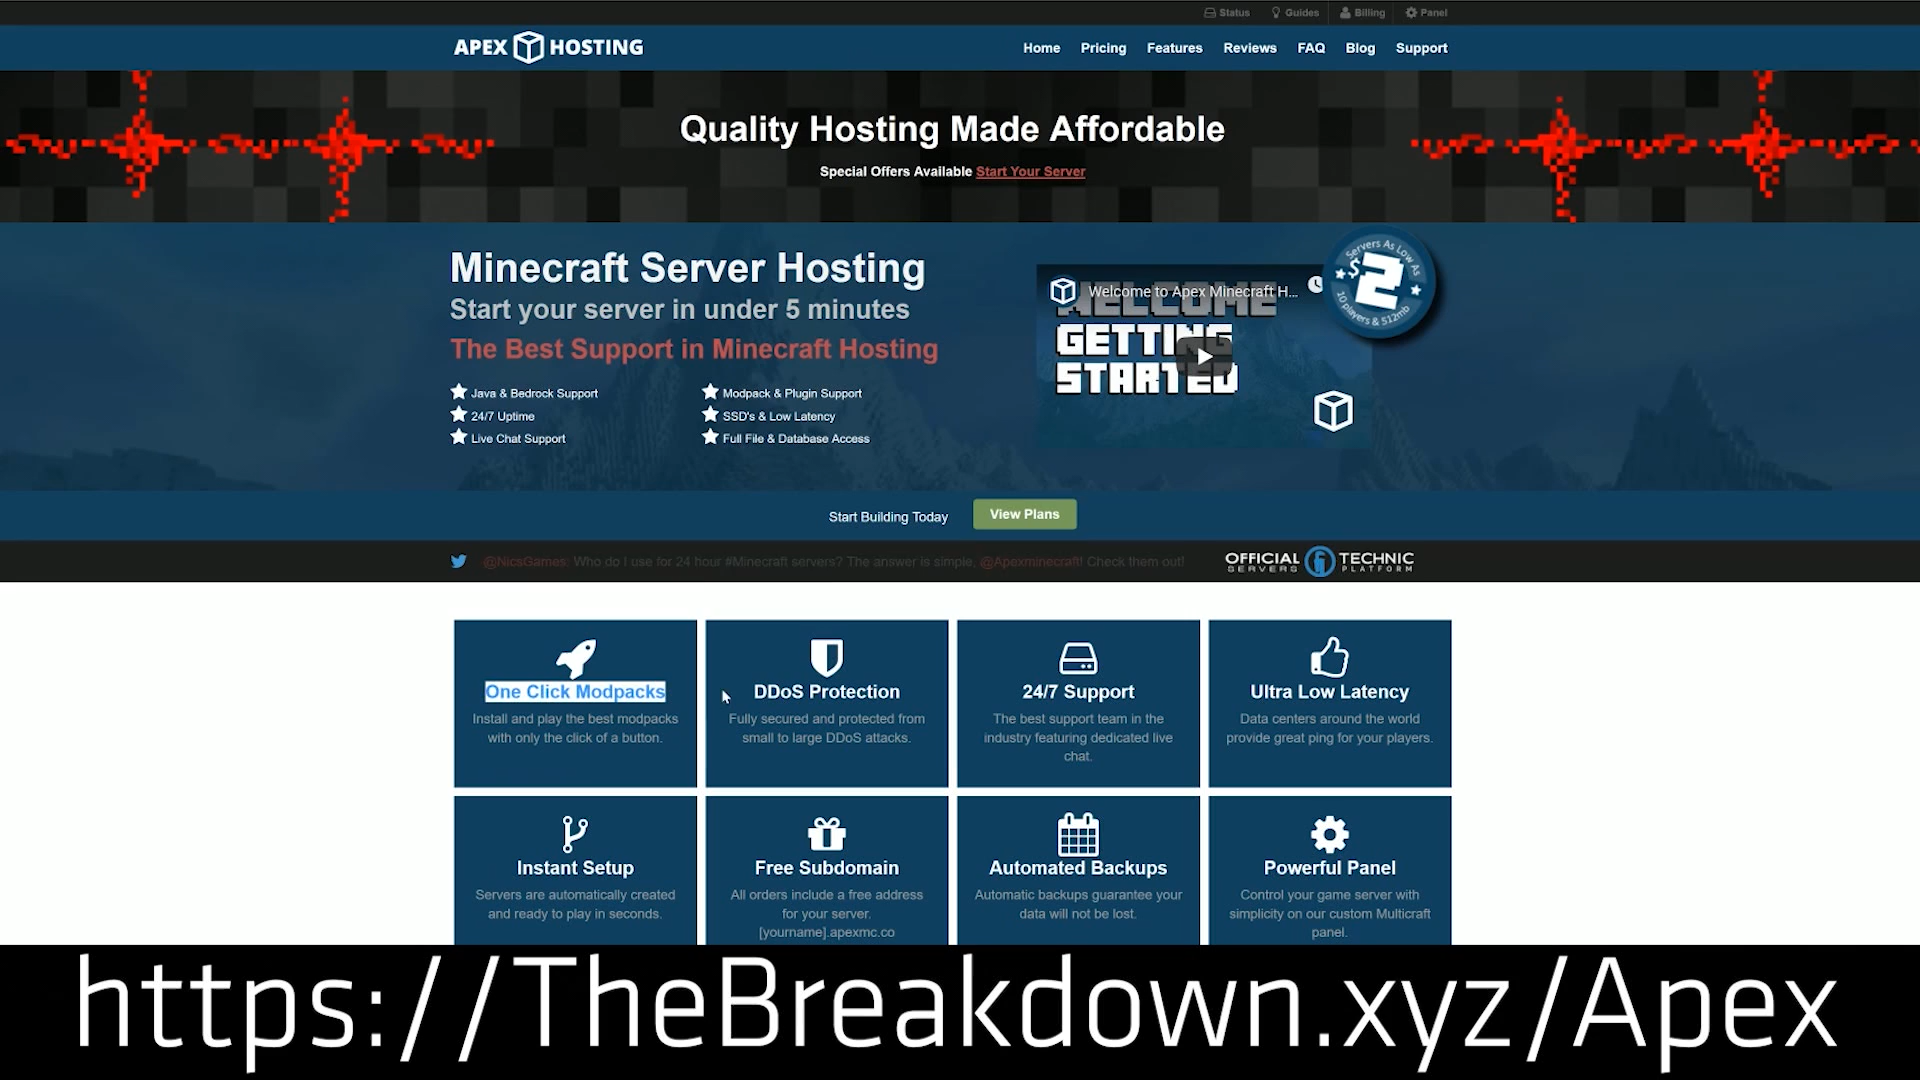 Status Guides Billing Panel
APEX HOSTING
Home Pricing Features Reviews FAQ Blog Support
Quality Hosting Made Affordable
Special Offers Available Start Your Server
Minecraft Server Hosting
Start your server in under 5 minutes
The Best Support in Minecraft Hosting
Java & Bedrock Support
Modpack & Plugin Support
24/7 Uptime
SSD's & Low Latency
Live Chat Support
Full File & Database Access
Welcome to Apex Minecraft H...
WELCOME
GETTING
STARTED
Servers As Low As
$2
10 players & 512mb
Start Building Today
View Plans
@NicsGames: Who do I use for 24 hour #Minecraft servers? The answer is simple, @Apexminecraft! Check them out!
OFFICIAL TECHNIC
SERVERS PLATFORM
One Click Modpacks
Install and play the best modpacks
with only the click of a button.
DDoS Protection
Fully secured and protected from
small to large DDoS attacks.
24/7 Support
The best support team in the
industry featuring dedicated live
chat.
Ultra Low Latency
Data centers around the world
provide great ping for your players.
Instant Setup
Servers are automatically created
and ready to play in seconds.
Free Subdomain
All orders include a free address
for your server.
[yourname].apexmc.co
Automated Backups
Automatic backups guarantee your
data will not be lost.
Powerful Panel
Control your game server with
simplicity on our custom Multicraft
panel.
https://TheBreakdown.xyz/Apex